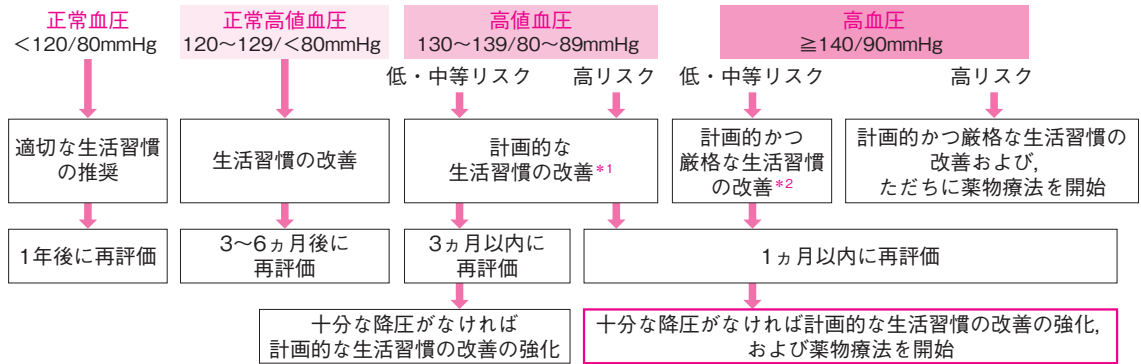 正常血圧
＜120/80mmHg
正常高値血圧
120～129/＜80mmHg
高値血圧
130～139/80～89mmHg
高血圧
≧140/90mmHg
低・中等リスク
高リスク
低・中等リスク
高リスク
適切な生活習慣
の推奨
生活習慣の改善
計画的な
生活習慣の改善*1
計画的かつ
厳格な生活習慣
の改善*2
計画的かつ厳格な生活習慣の
改善および，
ただちに薬物療法を開始
1年後に再評価
3～6ヵ月後に
再評価
3ヵ月以内に
再評価
1ヵ月以内に再評価
十分な降圧がなければ
計画的な生活習慣の改善の強化
十分な降圧がなければ計画的な生活習慣の改善の強化，
および薬物療法を開始